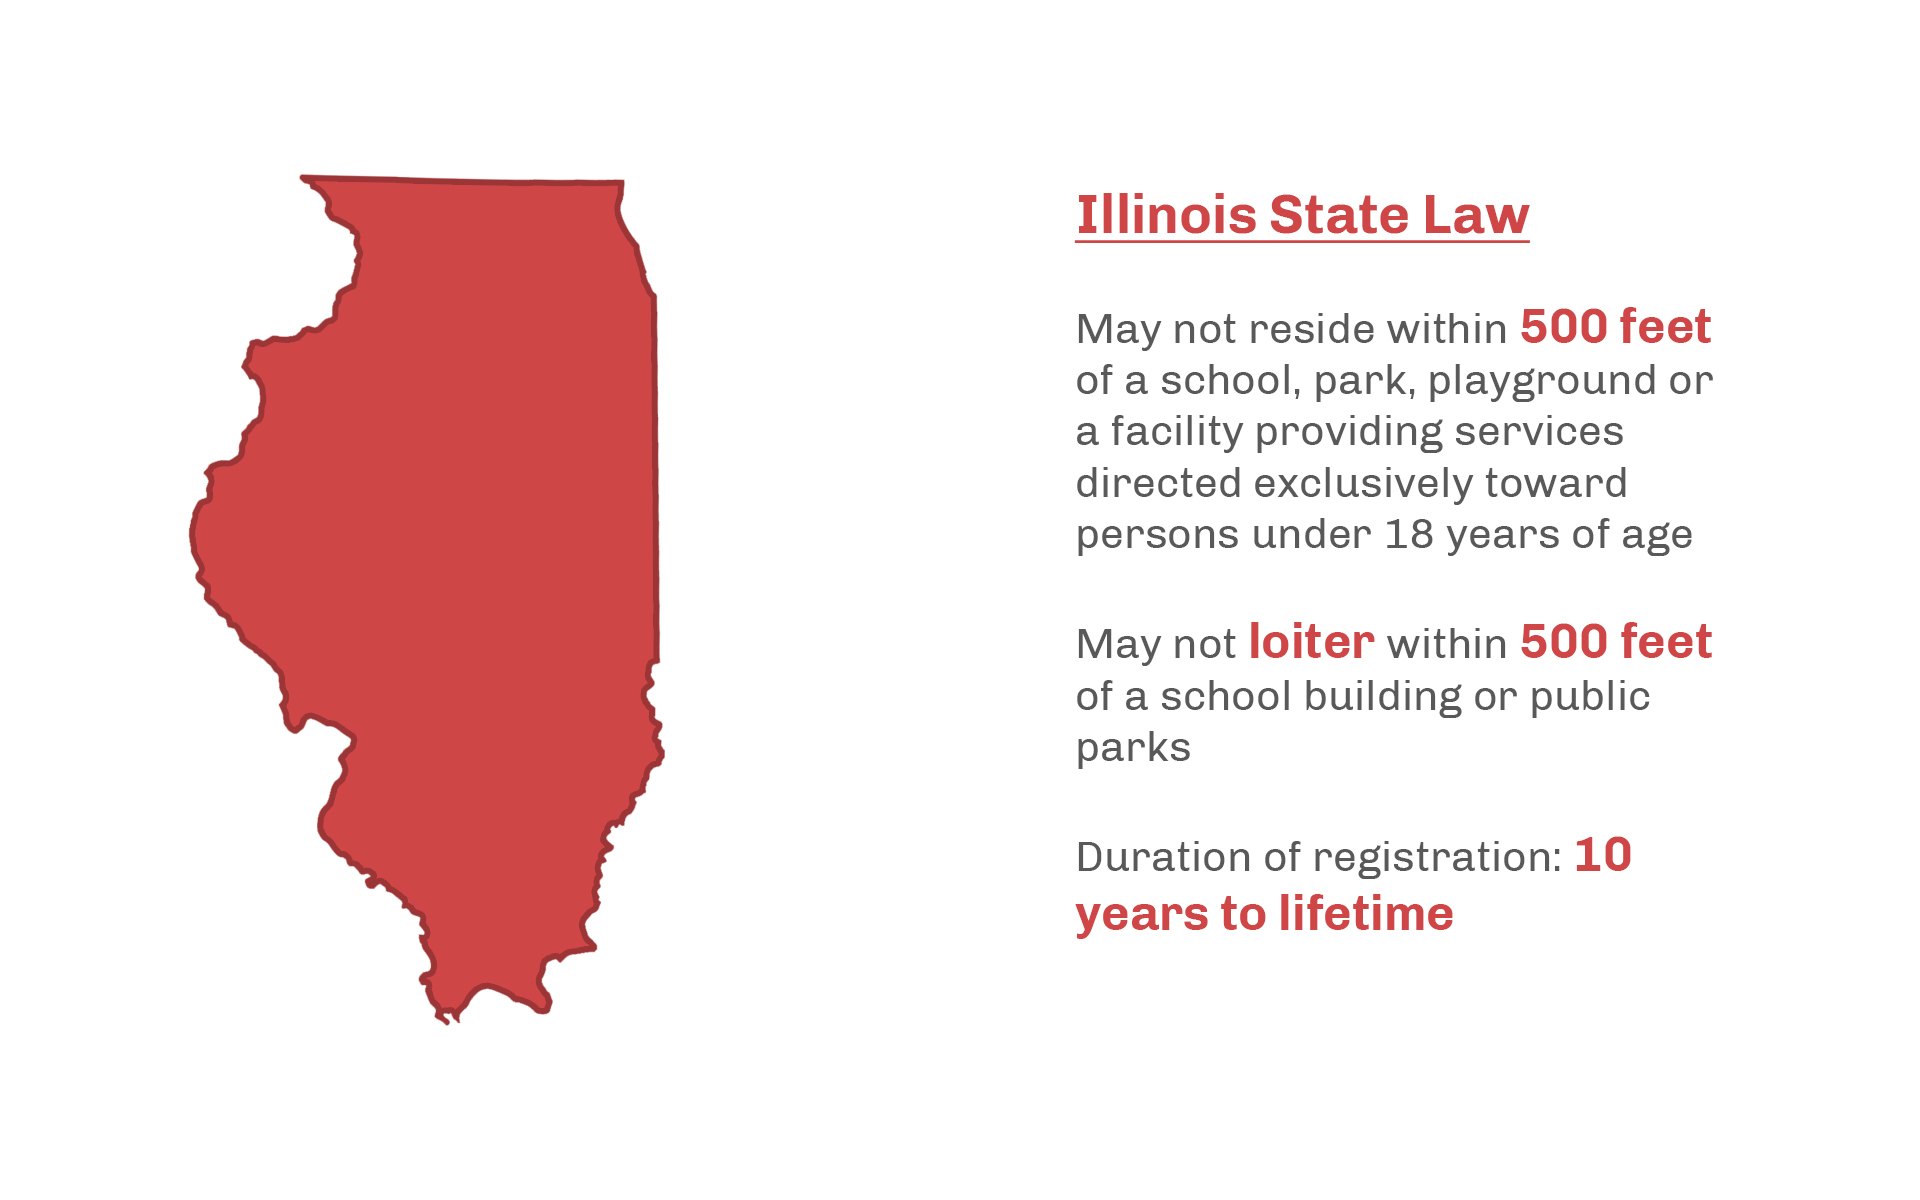 Illinois State Law
May not reside within 500 feet
of a school, park, playground or
a facility providing services
directed exclusively toward
persons under 18 years of age
May not loiter within 500 feet
of a school building or public
parks
Duration of registration: 10
years to lifetime